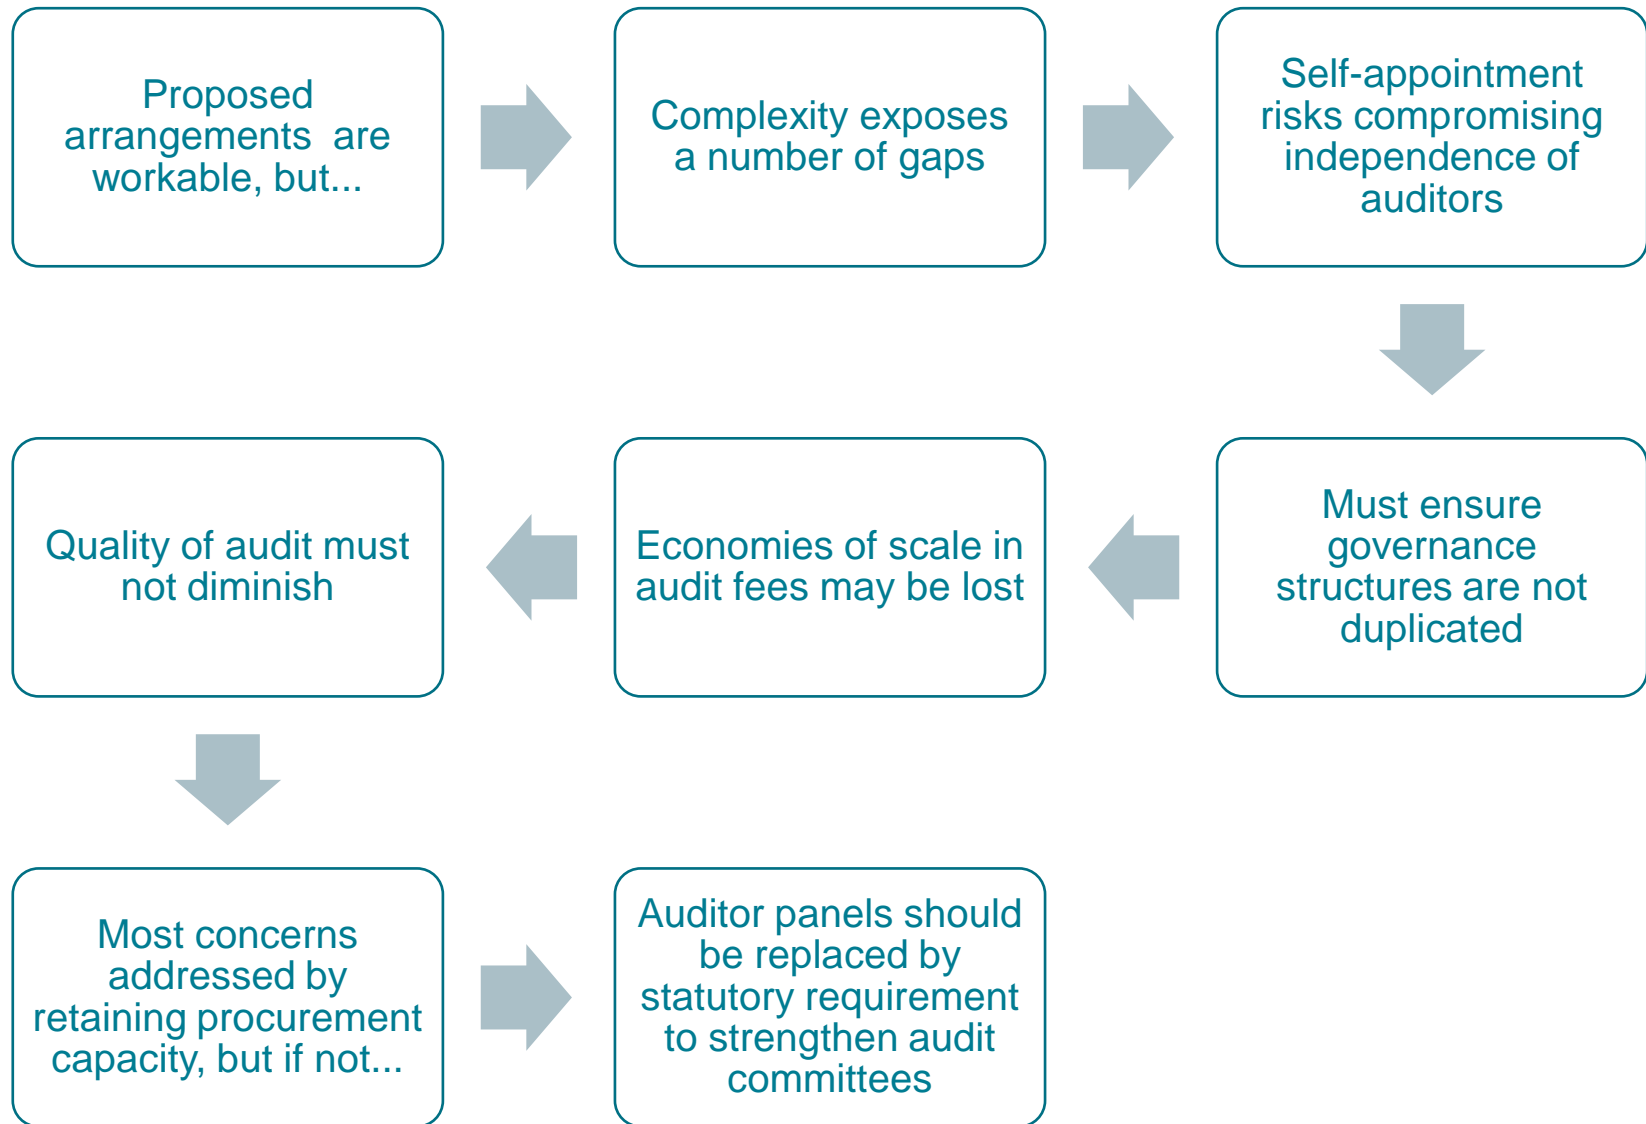 Proposed
arrangements  are
workable, but...
Complexity exposes
a number of gaps
Self-appointment
risks compromising
independence of
auditors
Must ensure
governance
structures are not
duplicated
Economies of scale in
audit fees may be lost
Quality of audit must
not diminish
Most concerns
addressed by
retaining procurement
capacity, but if not...
Auditor panels should
be replaced by
statutory requirement
to strengthen audit
committees